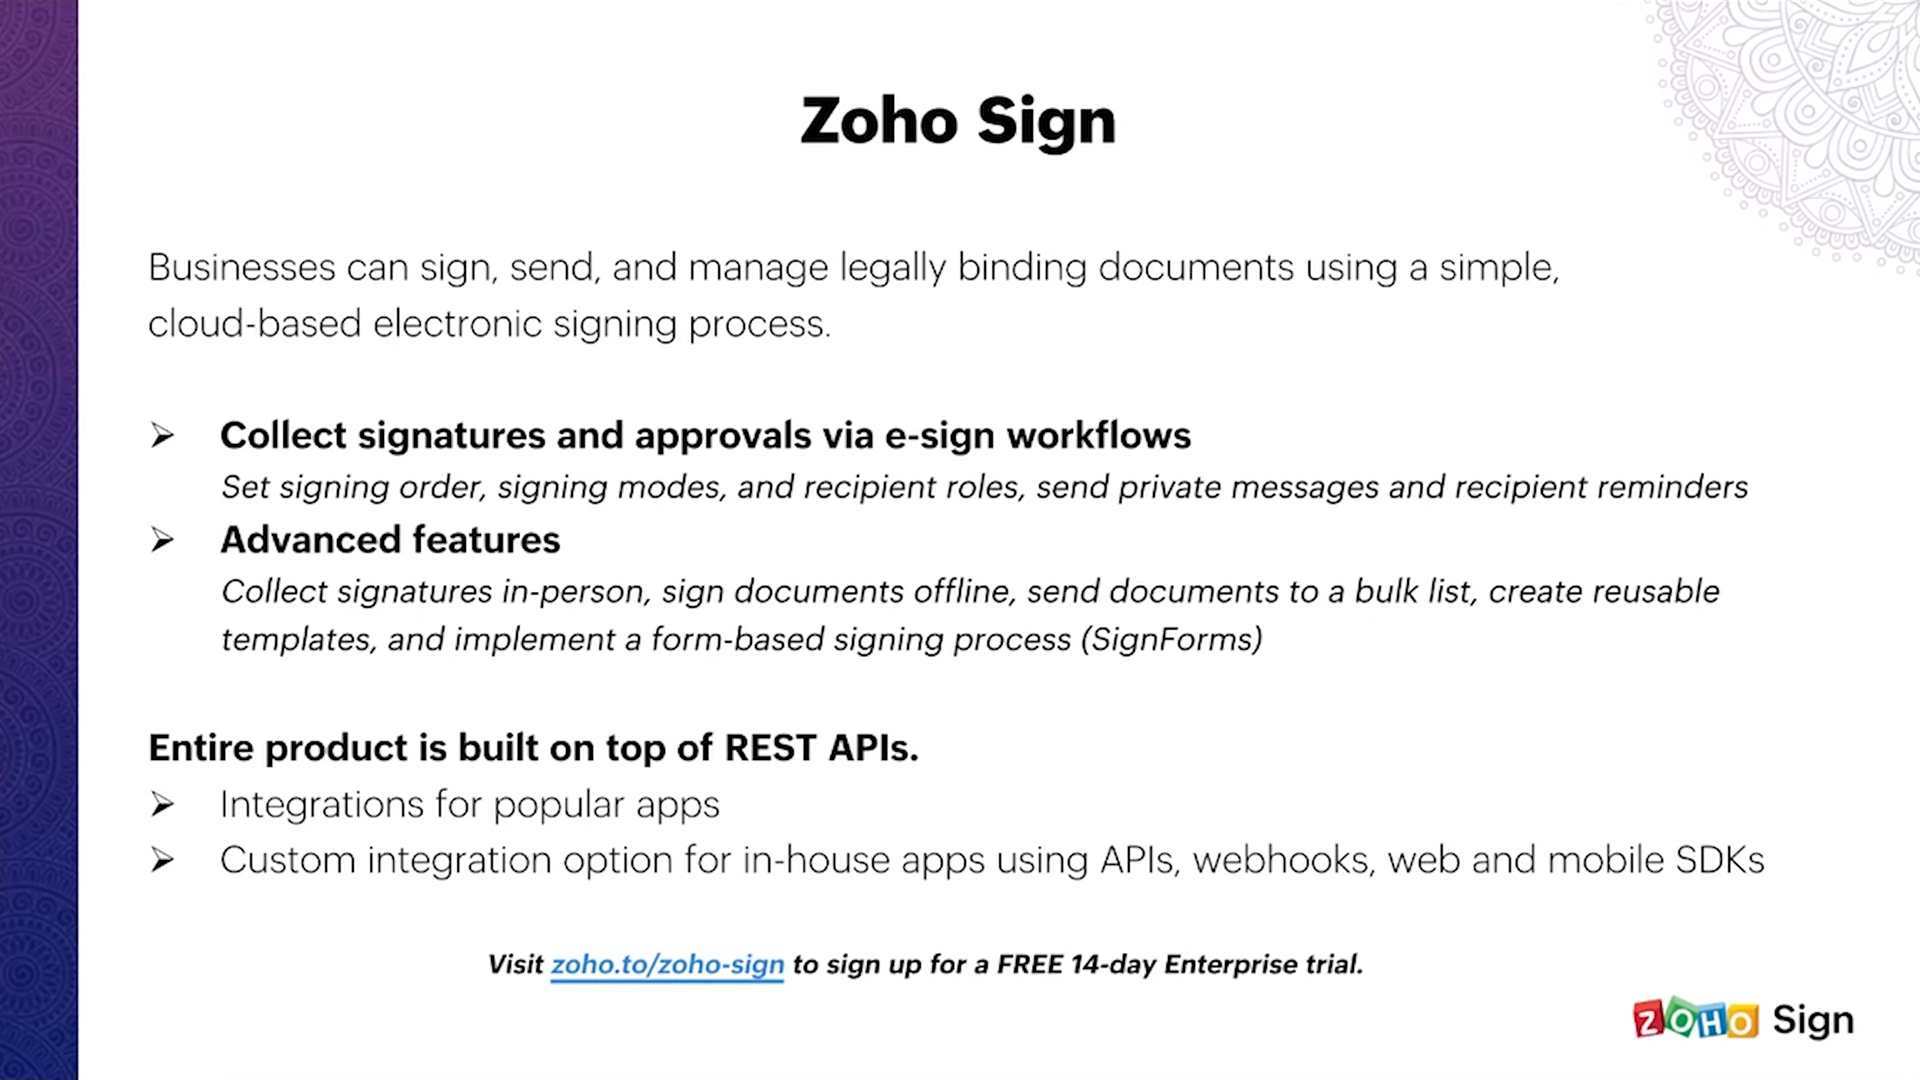 Zoho Sign
Businesses can sign, send, and manage legally binding documents using a simple,
cloud-based electronic signing process.
➢ Collect signatures and approvals via e-sign workflows
Set signing order, signing modes, and recipient roles, send private messages and recipient reminders
➢ Advanced features
Collect signatures in-person, sign documents offline, send documents to a bulk list, create reusable
templates, and implement a form-based signing process (SignForms)
Entire product is built on top of REST APIs.
➢ Integrations for popular apps
➢ Custom integration option for in-house apps using APIs, webhooks, web and mobile SDKs
Visit zoho.to/zoho-sign to sign up for a FREE 14-day Enterprise trial.
ZOHO Sign